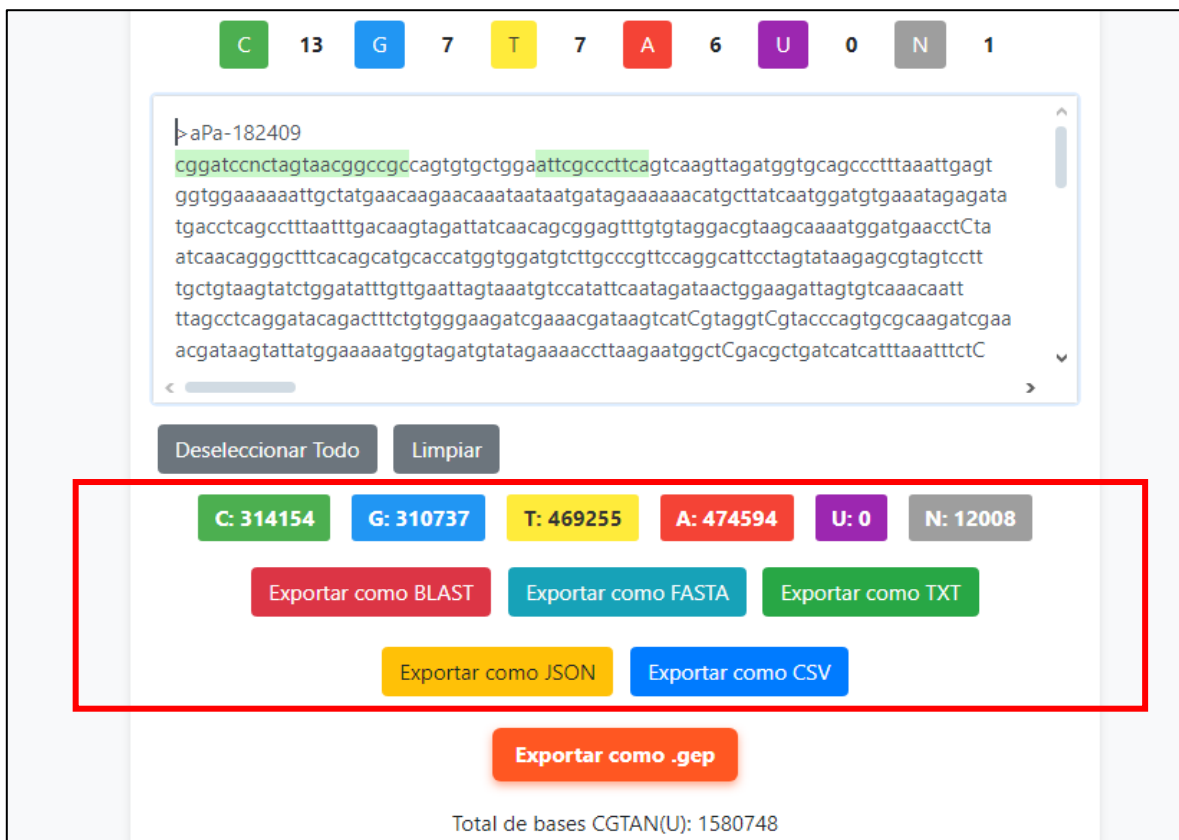 C 13 G 7 T 7 A 6 U 0 N 1
>aPa-182409
cggatccnctagtaacggccgccagtgtgctggaattcgcccttcagtcaagttagatggtgcagccctttaaattgagt
ggtggaaaaaattgctatgaacaagaacaaataataatgatagaaaaaacatgcttatcaatggatgtgaaatagagata
tgacctcagcctttaatttgacaagtagattatcaacagcggagtttgtgtaggacgtaagcaaaatggatgaacctCta
atcaacagggctttcacagcatgcaccatggtggatgtcttgcccgttccaggcattcctagtataagagcgtagtcctt
tgctgtaagtatctggatatttgttgaattagtaaatgtccatattcaatagataactggaagattagtgtcaaacaatt
ttagcctcaggatacagactttctgtgggaagatcgaaacgataagtcatCgtaggtCgtacccagtgcgcaagatcgaa
acgataagtattatggaaaaatggtagatgtatagaaaaccttaagaatggctCgacgctgatcatcatttaaatttctC
Deseleccionar Todo Limpiar
C: 314154 G: 310737 T: 469255 A: 474594 U: 0 N: 12008
Exportar como BLAST Exportar como FASTA Exportar como TXT
Exportar como JSON Exportar como CSV
Exportar como .gep
Total de bases CGTAN(U): 1580748